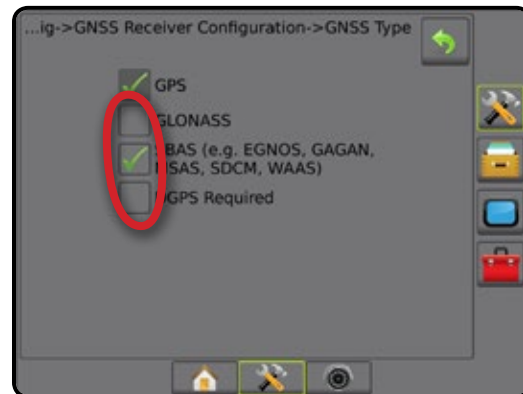 ...ig->GNSS Receiver Configuration->GNSS Type
GPS
GLONASS
SBAS (e.g. EGNOS, GAGAN,
MSAS, SDCM, WAAS)
DGPS Required